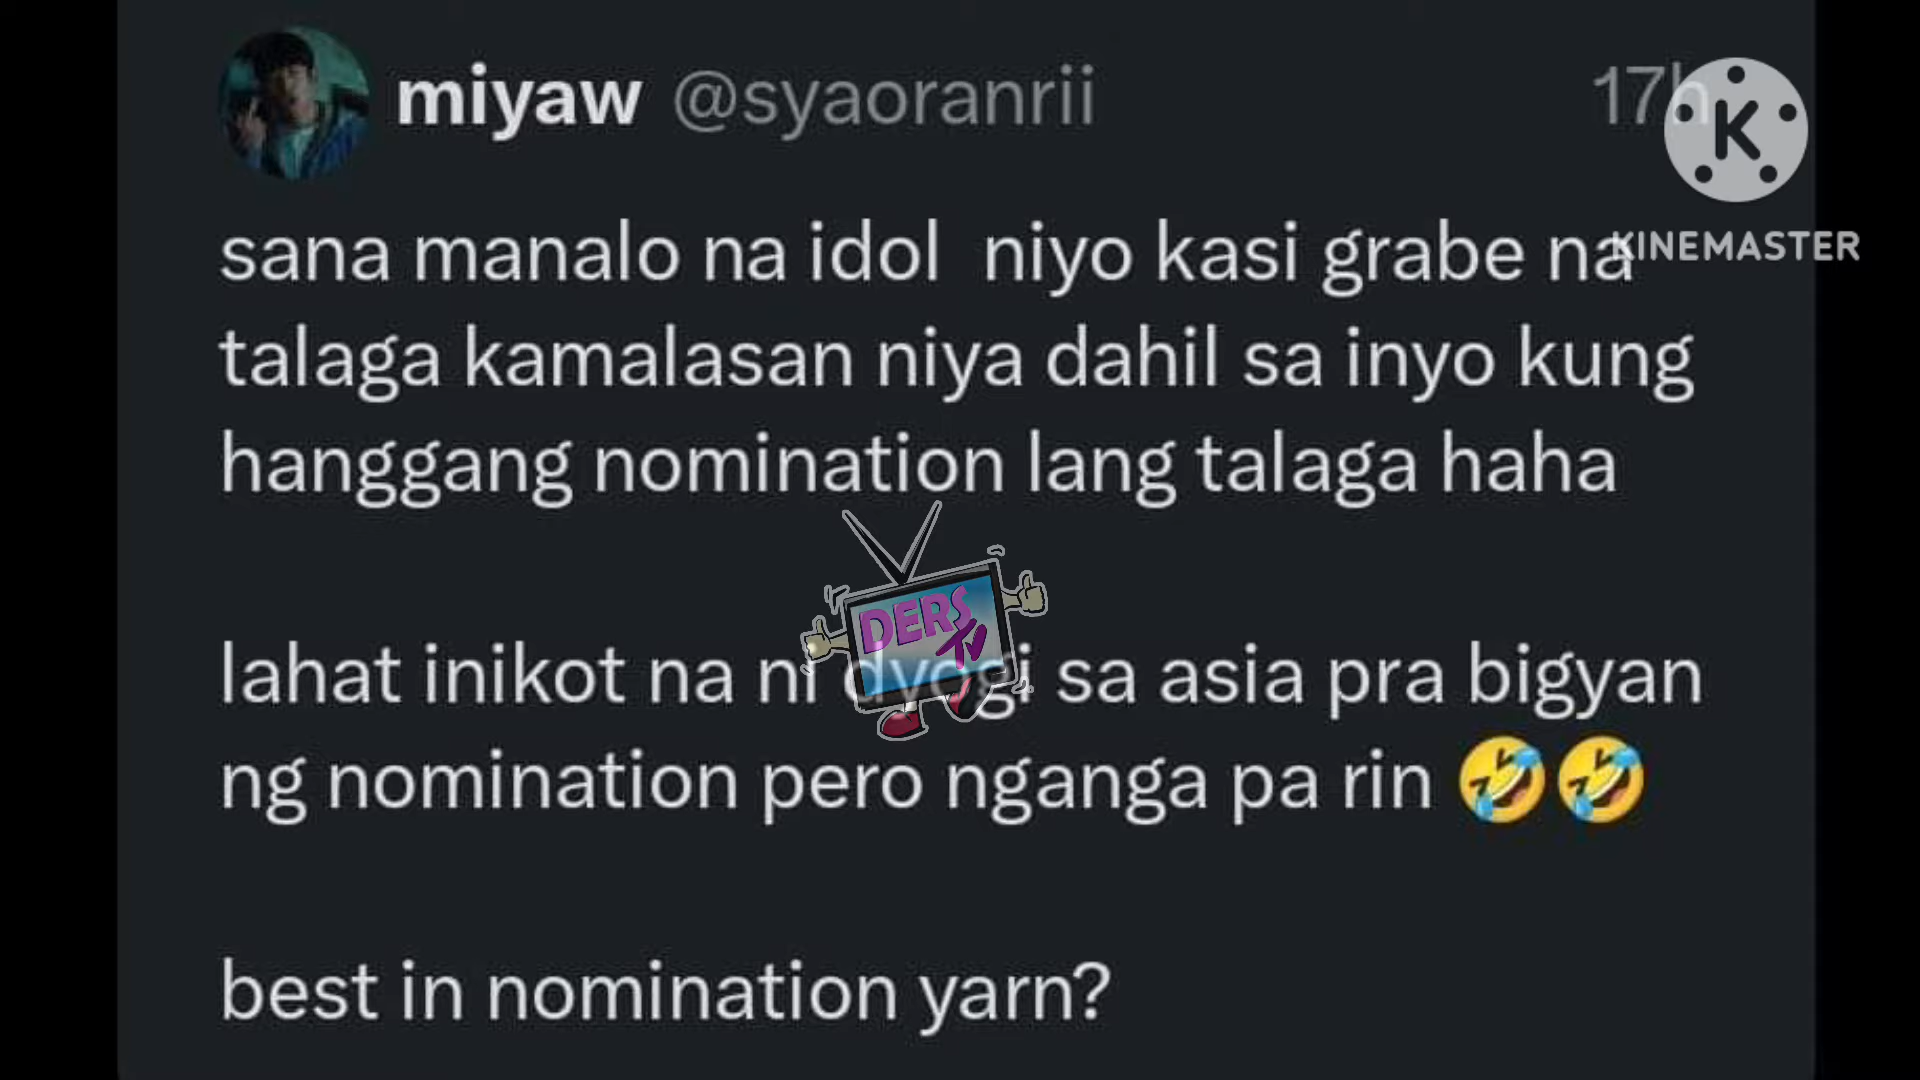 miyaw @syaoranrii 17h
KINEMASTER
sana manalo na idol niyo kasi grabe na
talaga kamalasan niya dahil sa inyo kung
hanggang nomination lang talaga haha
DERS
TV
lahat inikot na ni dyogi sa asia pra bigyan
ng nomination pero nganga pa rin 🤣🤣
best in nomination yarn?